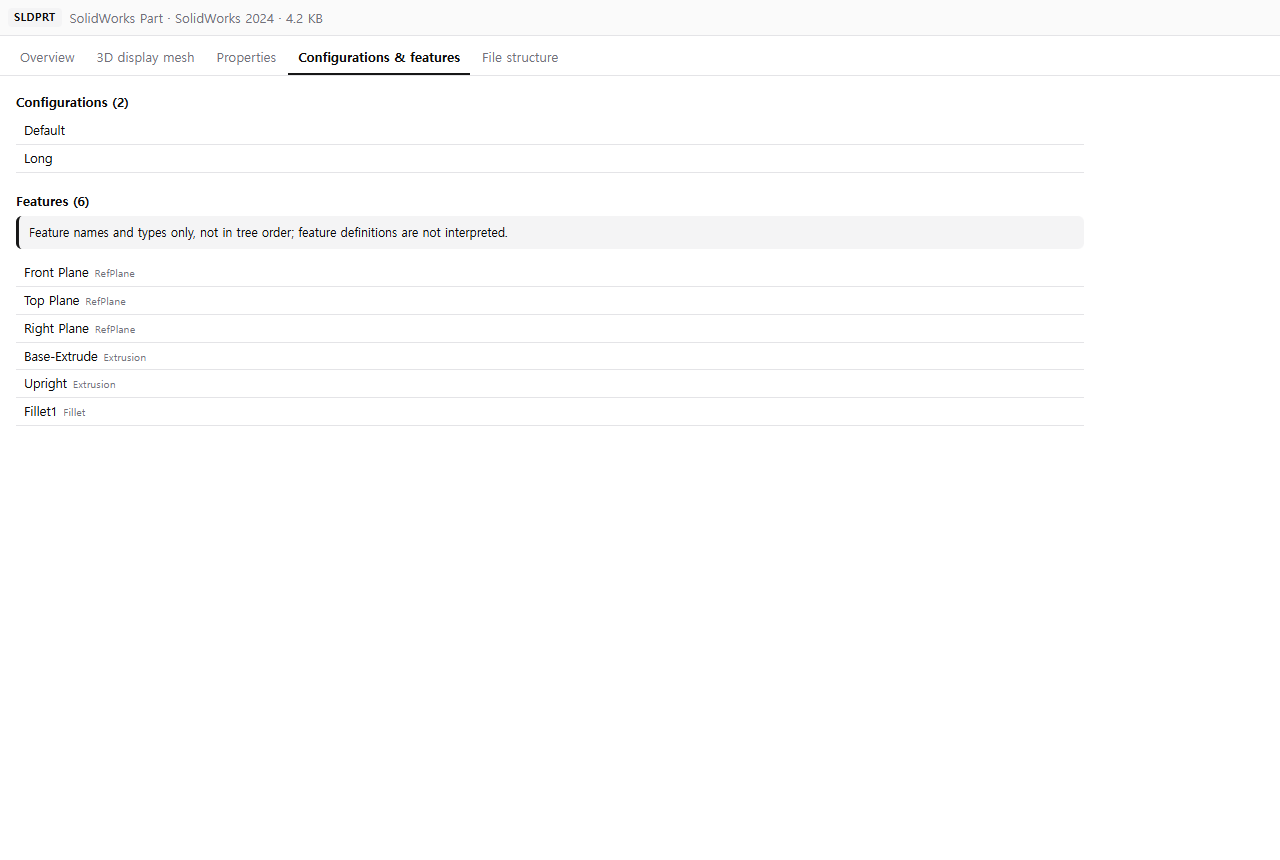 SLDPRT SolidWorks Part · SolidWorks 2024 · 4.2 KB
Overview 3D display mesh Properties Configurations & features File structure
Configurations (2)
Default
Long
Features (6)
Feature names and types only, not in tree order; feature definitions are not interpreted.
Front Plane RefPlane
Top Plane RefPlane
Right Plane RefPlane
Base-Extrude Extrusion
Upright Extrusion
Fillet1 Fillet